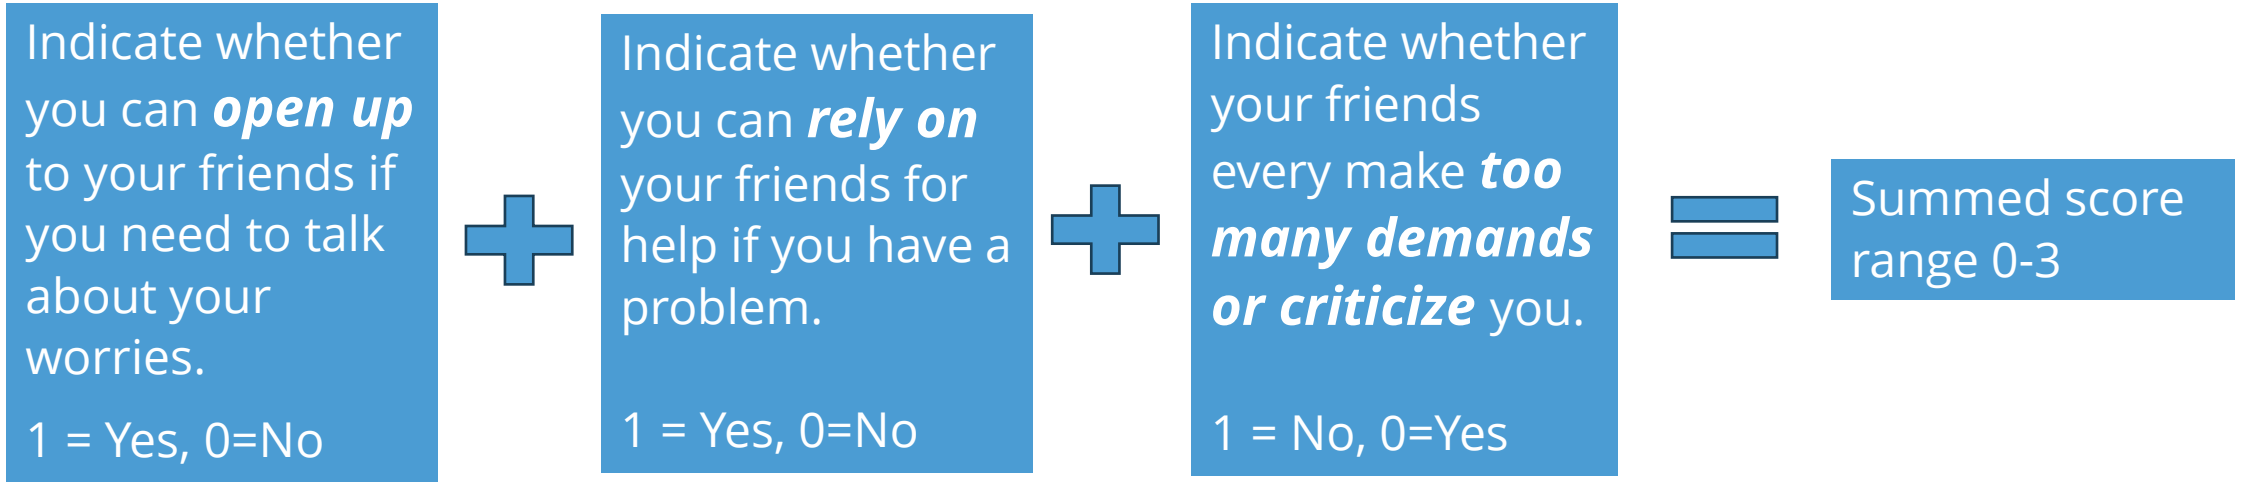 Indicate whether
you can open up
to your friends if
you need to talk
about your
worries.
1 = Yes, 0=No
Indicate whether
you can rely on
your friends for
help if you have a
problem.
1 = Yes, 0=No
Indicate whether
your friends
every make too
many demands
or criticize you.
1 = No, 0=Yes
Summed score
range 0-3